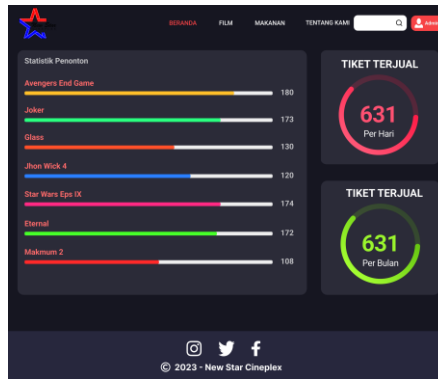 BERANDA FILM MAKANAN TENTANG KAMI Admin
Statistik Penonton
Avengers End Game
180
Joker
173
Glass
130
Jhon Wick 4
120
Star Wars Eps IX
174
Eternal
172
Makmum 2
108
TIKET TERJUAL
631
Per Hari
TIKET TERJUAL
631
Per Bulan
© 2023 - New Star Cineplex